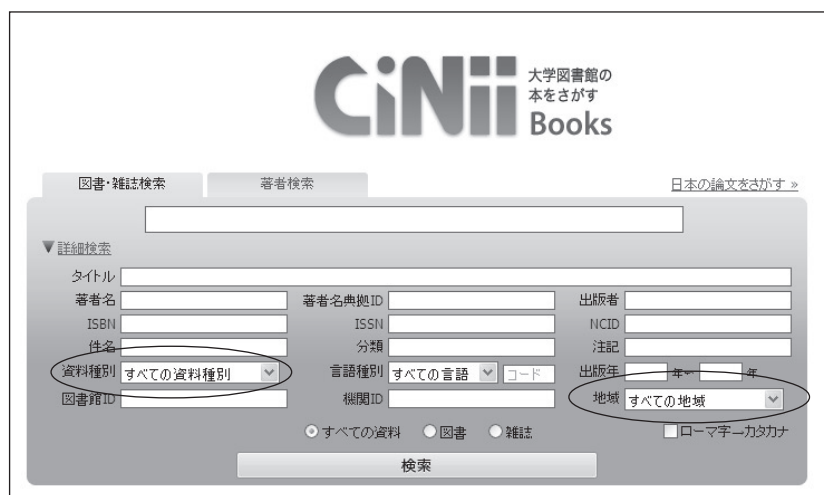 CiNii 大学図書館の
本をさがす
Books
図書・雑誌検索 著者検索 日本の論文をさがす »
▼詳細検索
タイトル
著者名 著者名典拠ID 出版者
ISBN ISSN NCID
件名 分類 注記
資料種別 すべての資料種別 言語種別 すべての言語 コード 出版年 年~ 年
図書館ID 機関ID 地域 すべての地域
すべての資料 図書 雑誌 ローマ字→カタカナ
検索